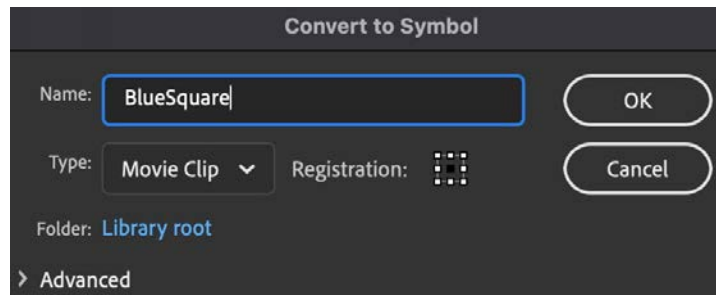 Convert to Symbol
Name: BlueSquare OK
Type: Movie Clip Registration: Cancel
Folder: Library root
Advanced